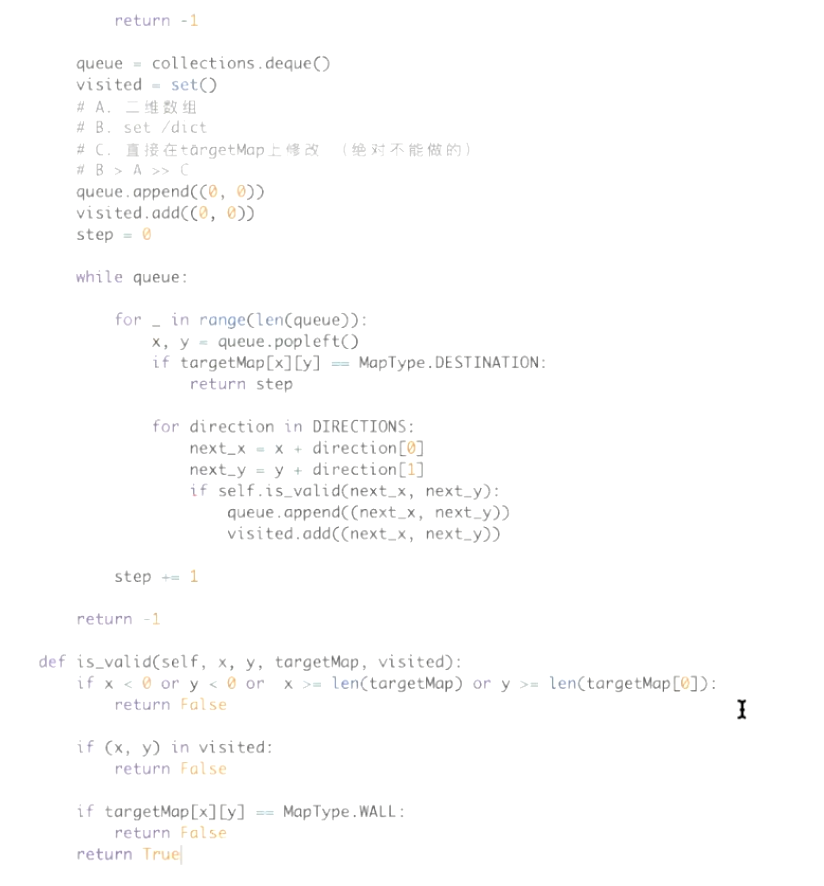 return -1
queue = collections.deque()
visited = set()
# A. 二维数组
# B. set /dict
# C. 直接在targetMap上修改 （绝对不能做的）
# B > A >> C
queue.append((0, 0))
visited.add((0, 0))
step = 0
while queue:
for _ in range(len(queue)):
x, y = queue.popleft()
if targetMap[x][y] == MapType.DESTINATION:
return step
for direction in DIRECTIONS:
next_x = x + direction[0]
next_y = y + direction[1]
if self.is_valid(next_x, next_y):
queue.append((next_x, next_y))
visited.add((next_x, next_y))
step += 1
return -1
def is_valid(self, x, y, targetMap, visited):
if x < 0 or y < 0 or  x >= len(targetMap) or y >= len(targetMap[0]):
return False
if (x, y) in visited:
return False
if targetMap[x][y] == MapType.WALL:
return False
return True